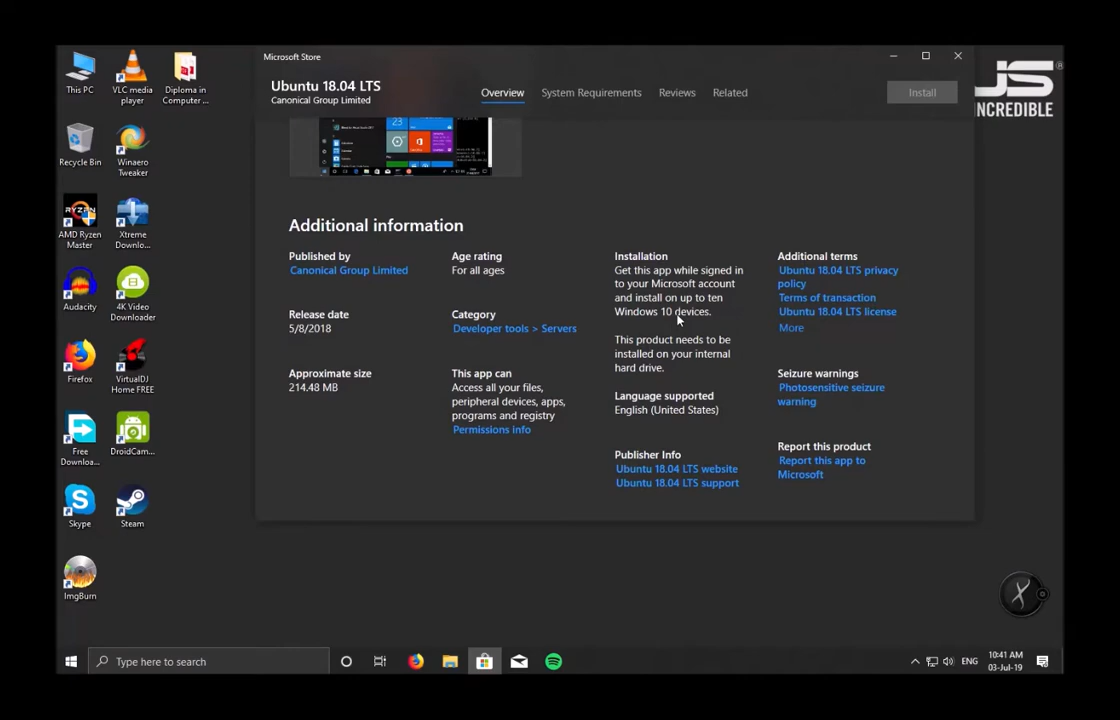 Microsoft Store
Ubuntu 18.04 LTS
Canonical Group Limited
Overview
System Requirements
Reviews
Related
Install
Additional information
Published by
Canonical Group Limited
Release date
5/8/2018
Approximate size
214.48 MB
Age rating
For all ages
Category
Developer tools > Servers
This app can
Access all your files,
peripheral devices, apps,
programs and registry
Permissions info
Installation
Get this app while signed in
to your Microsoft account
and install on up to ten
Windows 10 devices.
This product needs to be
installed on your internal
hard drive.
Language supported
English (United States)
Publisher Info
Ubuntu 18.04 LTS website
Ubuntu 18.04 LTS support
Additional terms
Ubuntu 18.04 LTS privacy
policy
Terms of transaction
Ubuntu 18.04 LTS license
More
Seizure warnings
Photosensitive seizure
warning
Report this product
Report this app to
Microsoft
This PC
VLC media
player
Diploma in
Computer ...
Recycle Bin
Winaero
Tweaker
AMD Ryzen
Master
Xtreme
Downlo...
Audacity
4K Video
Downloader
Firefox
VirtualDJ
Home FREE
Free
Downloa...
DroidCam...
Skype
Steam
ImgBurn
JS
INCREDIBLE
Type here to search
ENG
10:41 AM
03-Jul-19